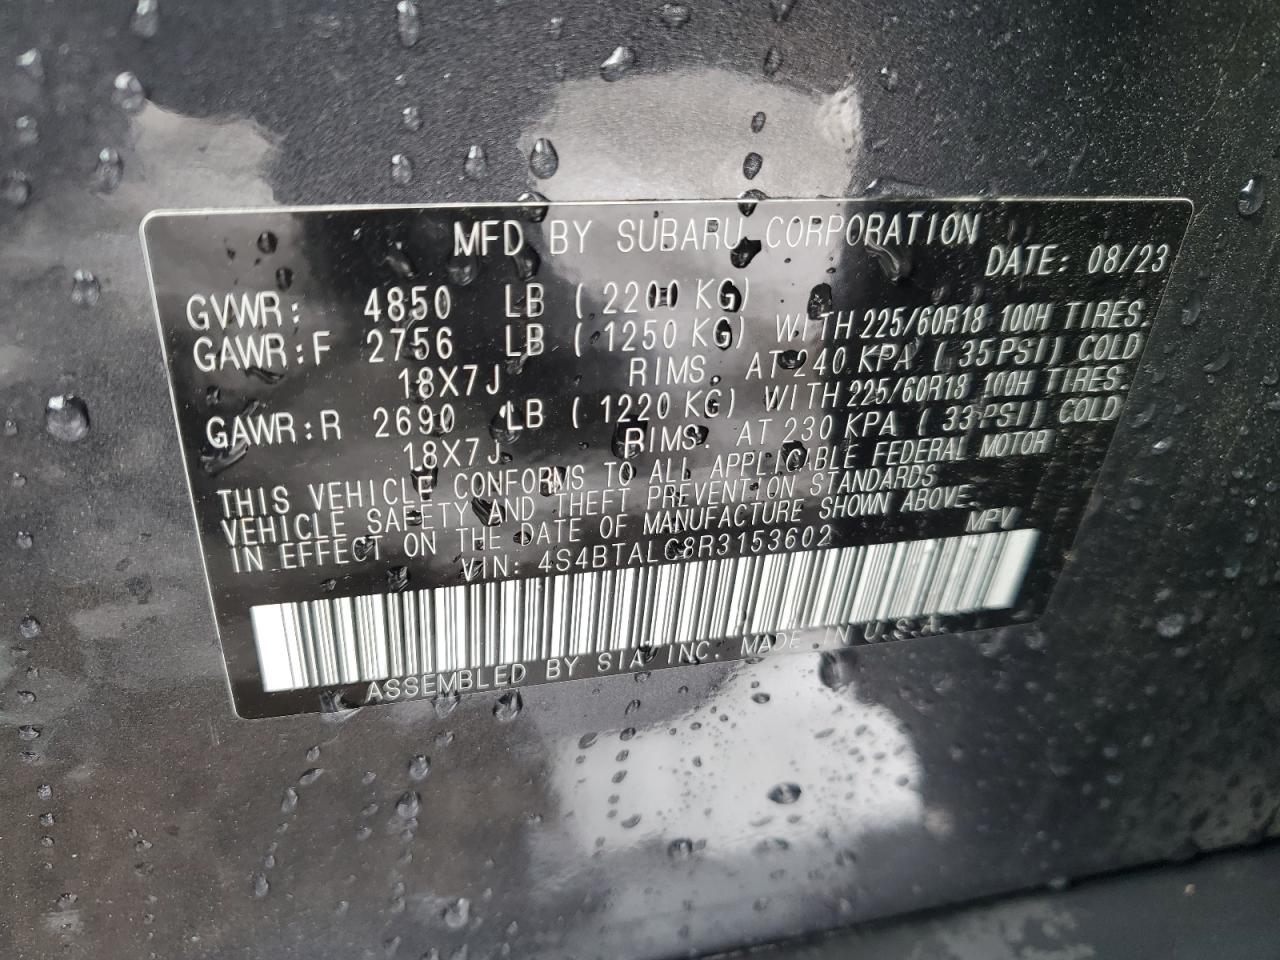 MFD BY SUBARU CORPORATION
DATE: 08/23
GVWR: 4850 LB ( 2200 KG)
GAWR:F 2756 LB ( 1250 KG) WITH 225/60R18 100H TIRES.
18X7J RIMS. AT 240 KPA ( 35PSI) COLD
GAWR:R 2690 LB ( 1220 KG) WITH 225/60R18 100H TIRES.
18X7J RIMS. AT 230 KPA ( 33PSI) COLD
THIS VEHICLE CONFORMS TO ALL APPLICABLE FEDERAL MOTOR
VEHICLE SAFETY AND THEFT PREVENTION STANDARDS
IN EFFECT ON THE DATE OF MANUFACTURE SHOWN ABOVE.
VIN: 4S4BTALC8R3153602 MPV
ASSEMBLED BY SIA INC. MADE IN U.S.A.